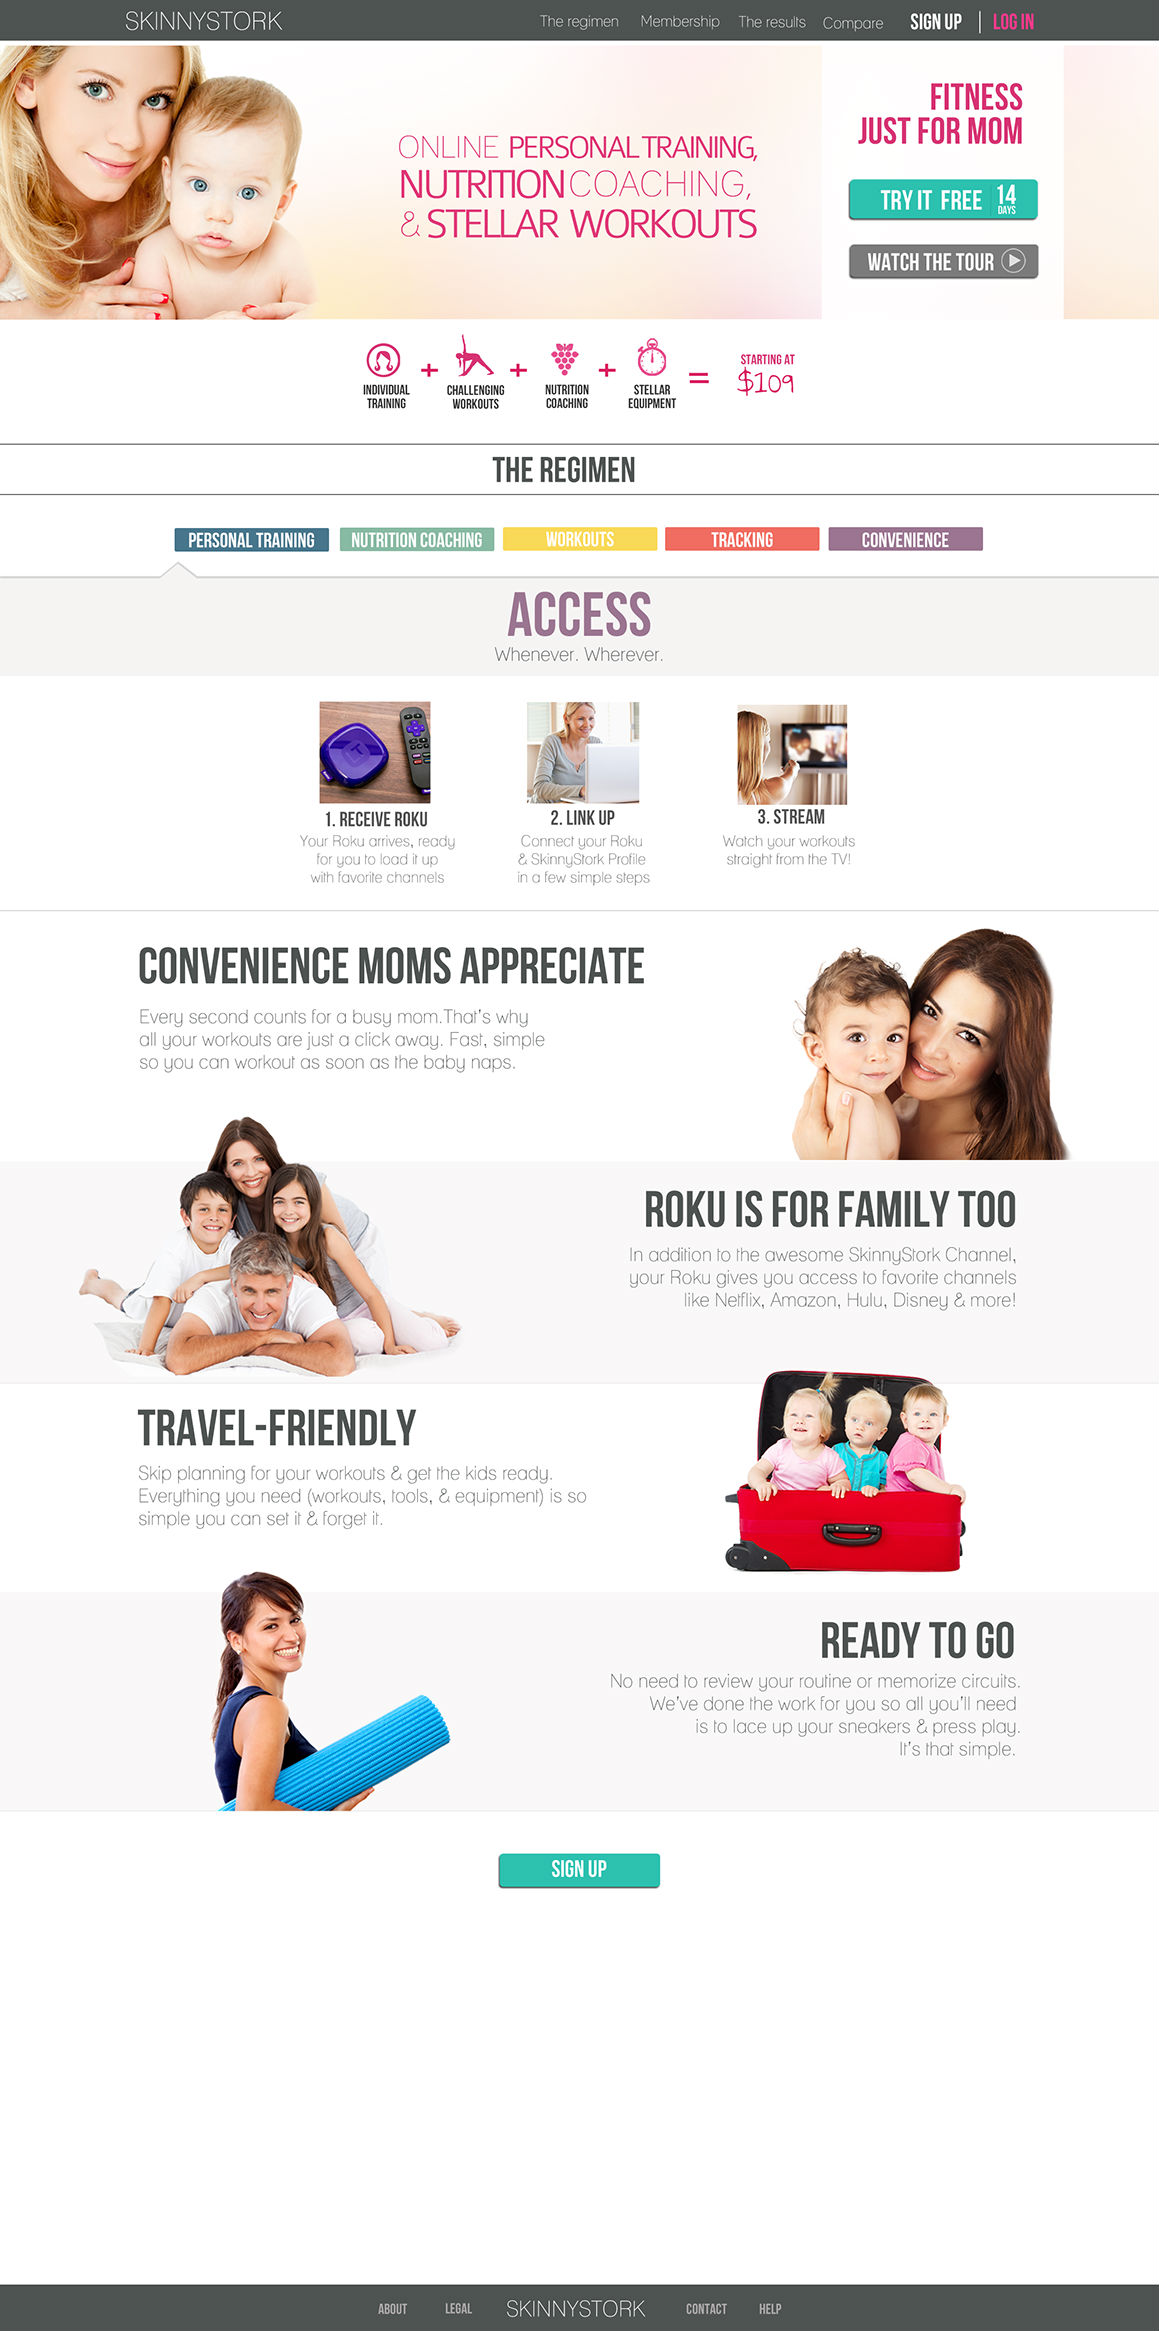 SKINNYSTORK
The regimen Membership The results Compare SIGN UP LOG IN
ONLINE PERSONAL TRAINING,
NUTRITION COACHING,
& STELLAR WORKOUTS
FITNESS
JUST FOR MOM
TRY IT FREE 14 DAYS
WATCH THE TOUR
INDIVIDUAL
TRAINING
+
CHALLENGING
WORKOUTS
+
NUTRITION
COACHING
+
STELLAR
EQUIPMENT
=
STARTING AT
$109
THE REGIMEN
PERSONAL TRAINING
NUTRITION COACHING
WORKOUTS
TRACKING
CONVENIENCE
ACCESS
Whenever. Wherever.
1. RECEIVE ROKU
Your Roku arrives, ready
for you to load it up
with favorite channels
2. LINK UP
Connect your Roku
& SkinnyStork Profile
in a few simple steps
3. STREAM
Watch your workouts
straight from the TV!
CONVENIENCE MOMS APPRECIATE
Every second counts for a busy mom.That's why
all your workouts are just a click away. Fast, simple
so you can workout as soon as the baby naps.
ROKU IS FOR FAMILY TOO
In addition to the awesome SkinnyStork Channel,
your Roku gives you access to favorite channels
like Netflix, Amazon, Hulu, Disney & more!
TRAVEL-FRIENDLY
Skip planning for your workouts & get the kids ready.
Everything you need (workouts, tools, & equipment) is so
simple you can set it & forget it.
READY TO GO
No need to review your routine or memorize circuits.
We've done the work for you so all you'll need
is to lace up your sneakers & press play.
It's that simple.
SIGN UP
ABOUT LEGAL SKINNYSTORK CONTACT HELP